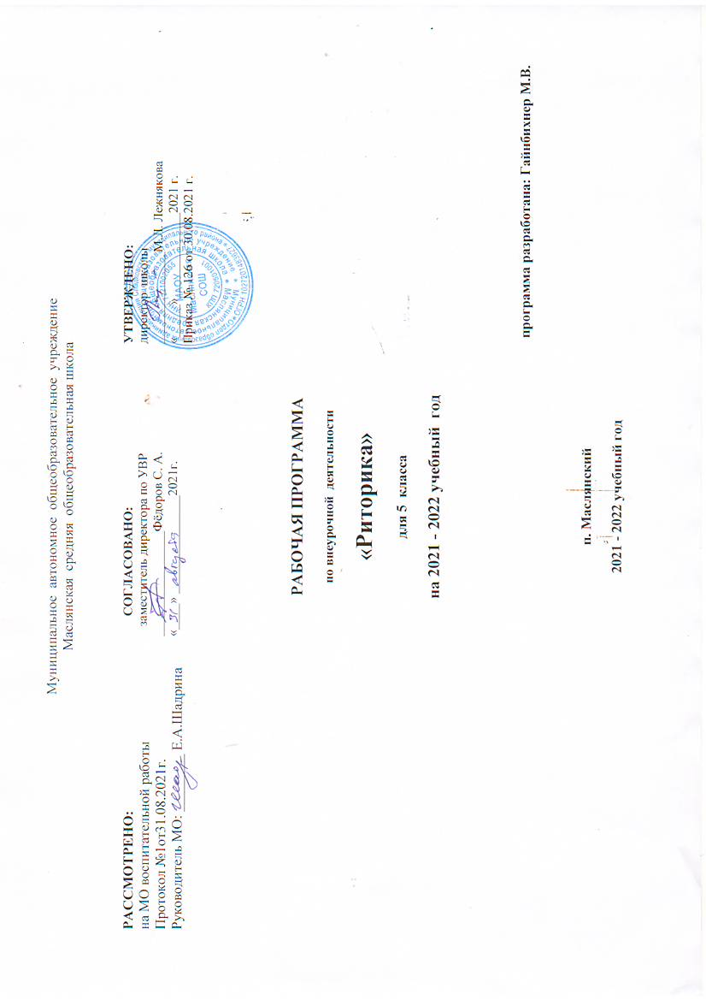 Муниципальное автономное общеобразовательное учреждение
Маслянская средняя общеобразовательная школа
РАССМОТРЕНО:
на МО воспитательной работы
Протокол №1от31.08.2021г.
Руководитель МО: ________ Е.А.Шадрина
СОГЛАСОВАНО:
заместитель директора по УВР
________ Фёдоров С. А.
«31» августа 2021г.
УТВЕРЖДЕНО:
директор школы
М.Л. Лежнякова
2021 г.
Приказ № 126 от 30.08.2021 г.
МАОУ
СОШ
РАБОЧАЯ ПРОГРАММА
по внеурочной деятельности
«Риторика»
для 5 класса
на 2021 - 2022 учебный год
программа разработана: Гайнбихнер М.В.
п. Маслянский
2021 - 2022 учебный год